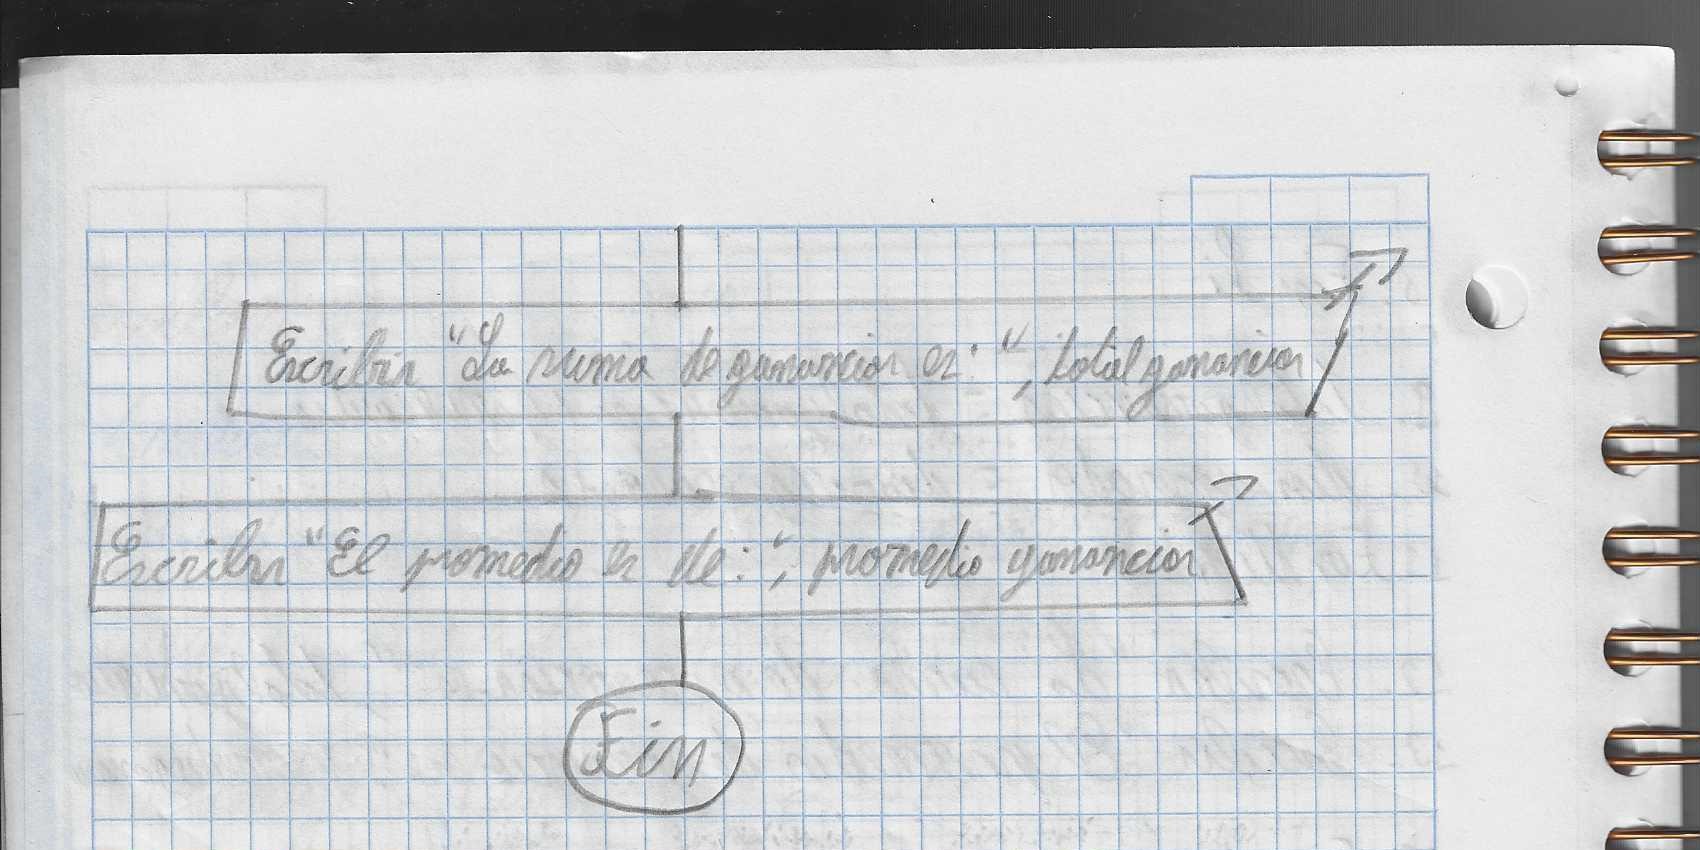 Escribir "La suma de ganancias es: ", total ganancias
Escribir "El promedio es de: ", promedio ganancias
Fin